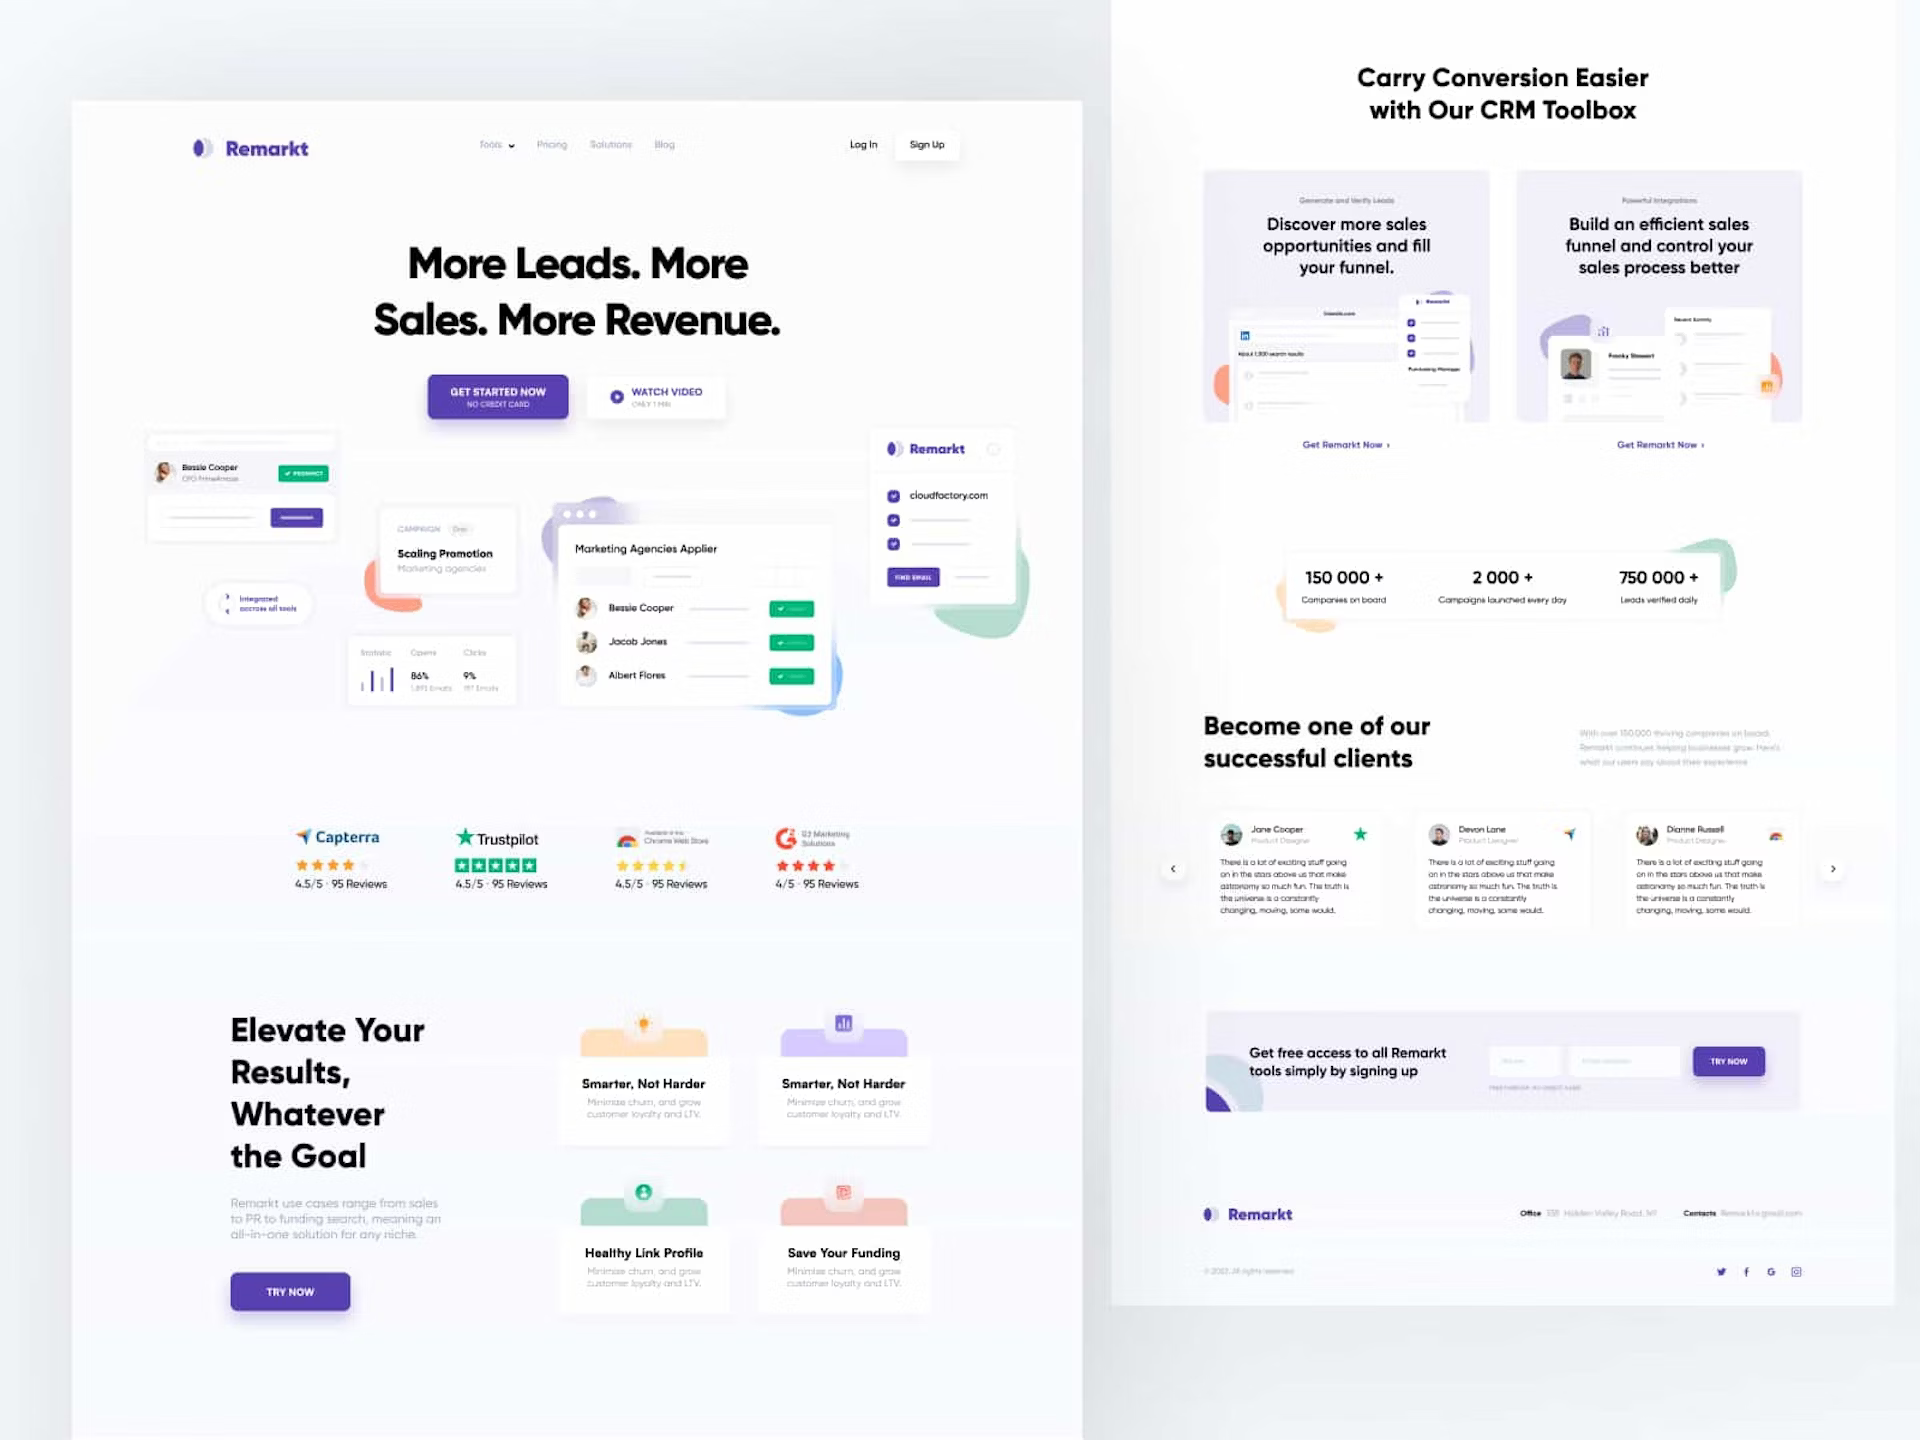 Remarkt
Tools
Pricing
Solutions
Blog
Log In
Sign Up
More Leads. More
Sales. More Revenue.
GET STARTED NOW
NO CREDIT CARD
WATCH VIDEO
ONLY 1 MIN
Bessie Cooper
PROSPECT
Integrated
accross all tools
CAMPAIGN
Scaling Promotion
Marketing agencies
Statistic
Opens
Clicks
86%
9%
1,893 Emails
197 Emails
Marketing Agencies Applier
Bessie Cooper
Jacob Jones
Albert Flores
Remarkt
cloudfactory.com
FIND EMAIL
Capterra
4.5/5 · 95 Reviews
Trustpilot
4.5/5 · 95 Reviews
Available in the
Chrome Web Store
4.5/5 · 95 Reviews
G2 Marketing
Solutions
4/5 · 95 Reviews
Elevate Your
Results,
Whatever
the Goal
Remarkt use cases range from sales
to PR to funding search, meaning an
all-in-one solution for any niche.
TRY NOW
Smarter, Not Harder
Minimize churn, and grow
customer loyalty and LTV.
Smarter, Not Harder
Minimize churn, and grow
customer loyalty and LTV.
Healthy Link Profile
Minimize churn, and grow
customer loyalty and LTV.
Save Your Funding
Minimize churn, and grow
customer loyalty and LTV.
Carry Conversion Easier
with Our CRM Toolbox
Generate and Verify Leads
Discover more sales
opportunities and fill
your funnel.
linkedin.com
About 1,300 search results
Remarkt
Purchasing Manager
Get Remarkt Now ›
Powerful Integrations
Build an efficient sales
funnel and control your
sales process better
Recent Activity
Get Remarkt Now ›
150 000 +
Companies on board
2 000 +
Campaigns launched every day
750 000 +
Leads verified daily
Become one of our
successful clients
With over 150,000 thriving companies on board,
Remarkt continues helping businesses grow. Here's
what our users say about their experience
Jane Cooper
Product Designer
There is a lot of exciting stuff going
on in the stars above us that make
astronomy so much fun. The truth is
the universe is a constantly
changing, moving, some would.
Devon Lane
Product Designer
There is a lot of exciting stuff going
on in the stars above us that make
astronomy so much fun. The truth is
the universe is a constantly
changing, moving, some would.
Dianne Russell
Product Designer
There is a lot of exciting stuff going
on in the stars above us that make
astronomy so much fun. The truth is
the universe is a constantly
changing, moving, some would.
Get free access to all Remarkt
tools simply by signing up
TRY NOW
Remarkt
Office
Contacts
All rights reserved